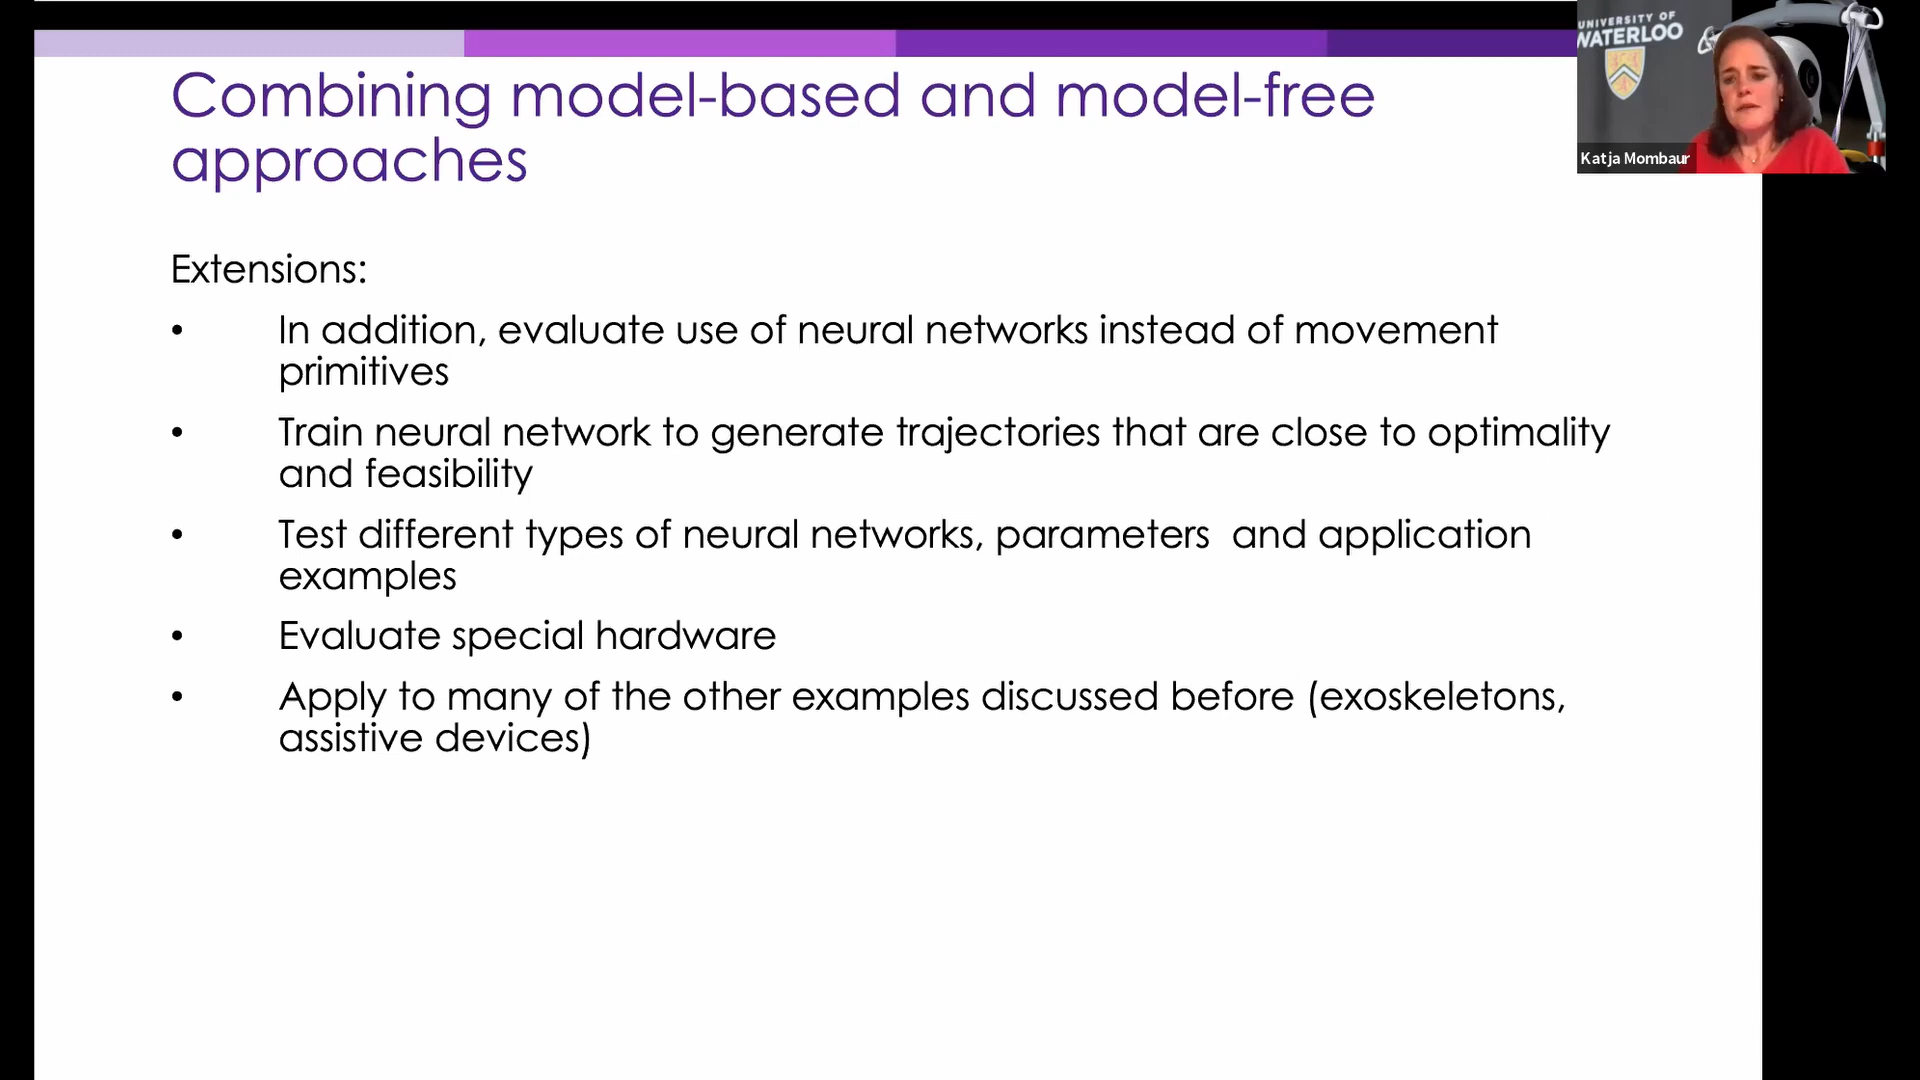 Combining model-based and model-free
approaches
Extensions:
• In addition, evaluate use of neural networks instead of movement
primitives
• Train neural network to generate trajectories that are close to optimality
and feasibility
• Test different types of neural networks, parameters  and application
examples
• Evaluate special hardware
• Apply to many of the other examples discussed before (exoskeletons,
assistive devices)
UNIVERSITY OF
WATERLOO
Katja Mombaur